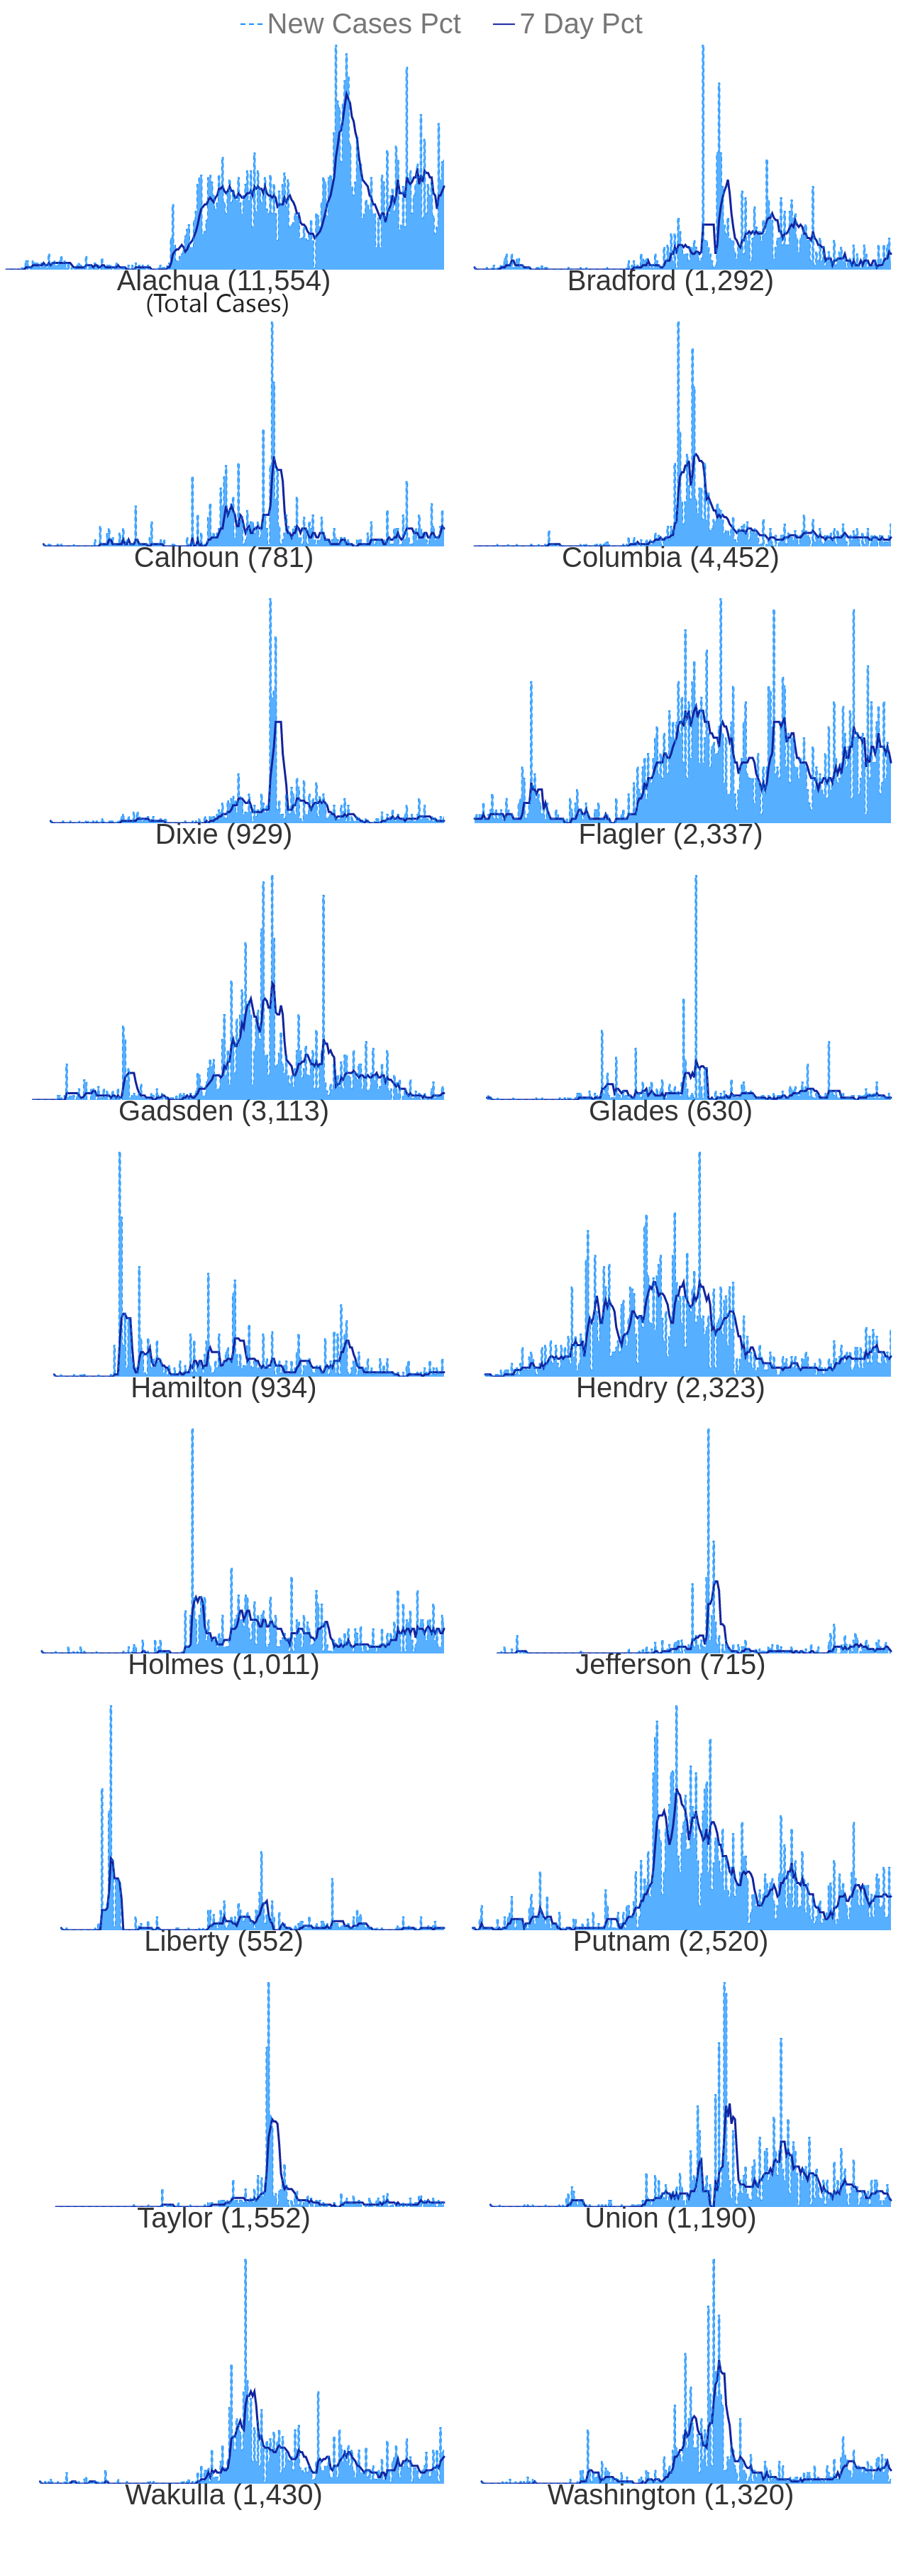 New Cases Pct 7 Day Pct
Alachua (11,554) Bradford (1,292)
(Total Cases)
Calhoun (781) Columbia (4,452)
Dixie (929) Flagler (2,337)
Gadsden (3,113) Glades (630)
Hamilton (934) Hendry (2,323)
Holmes (1,011) Jefferson (715)
Liberty (552) Putnam (2,520)
Taylor (1,552) Union (1,190)
Wakulla (1,430) Washington (1,320)